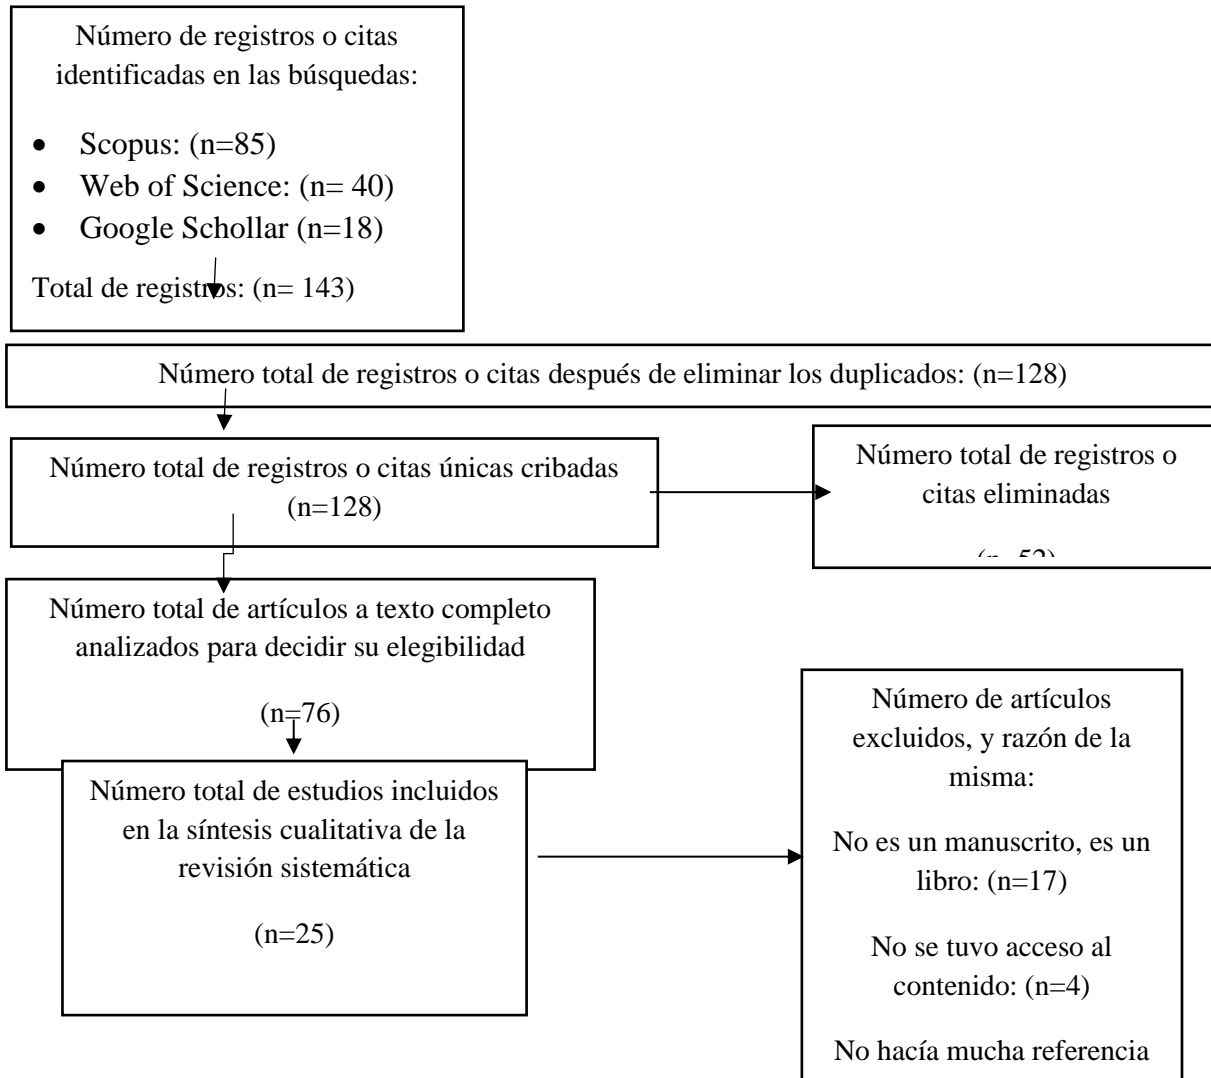 Número de registros o citas
identificadas en las búsquedas:
• Scopus: (n=85)
• Web of Science: (n= 40)
• Google Schollar (n=18)
Total de registros: (n= 143)
Número total de registros o citas después de eliminar los duplicados: (n=128)
Número total de registros o citas únicas cribadas
(n=128)
Número total de registros o
citas eliminadas
Número total de artículos a texto completo
analizados para decidir su elegibilidad
(n=76)
Número total de estudios incluidos
en la síntesis cualitativa de la
revisión sistemática
(n=25)
Número de artículos
excluidos, y razón de la
misma:
No es un manuscrito, es un
libro: (n=17)
No se tuvo acceso al
contenido: (n=4)
No hacía mucha referencia